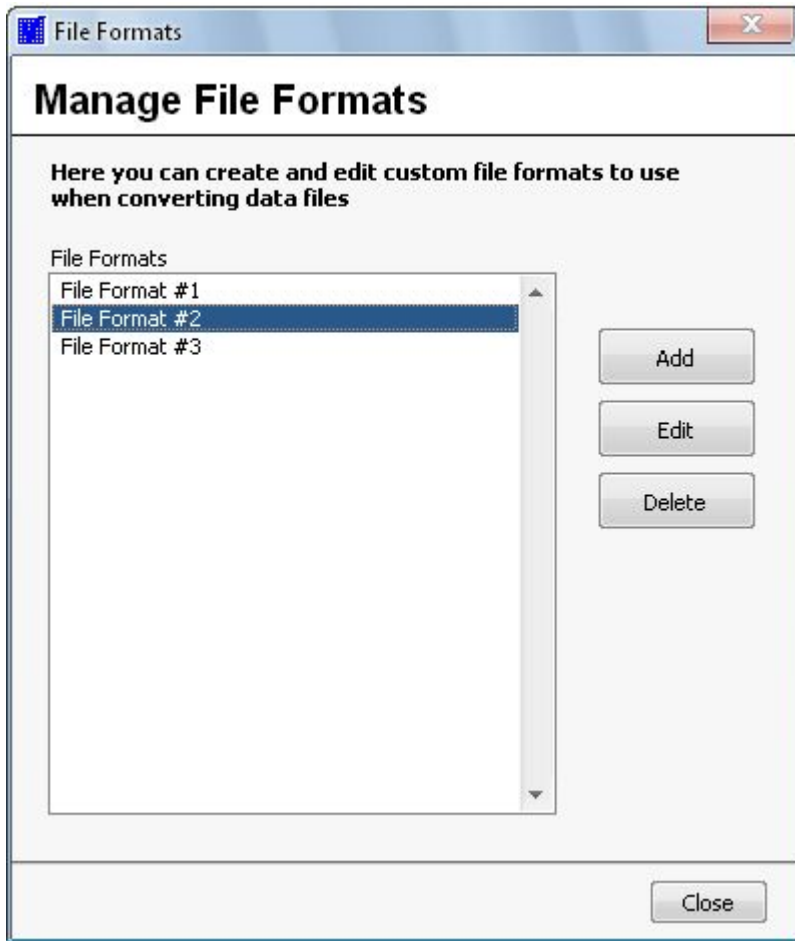 File Formats
Manage File Formats
Here you can create and edit custom file formats to use
when converting data files
File Formats
File Format #1
File Format #2
File Format #3
Add
Edit
Delete
Close